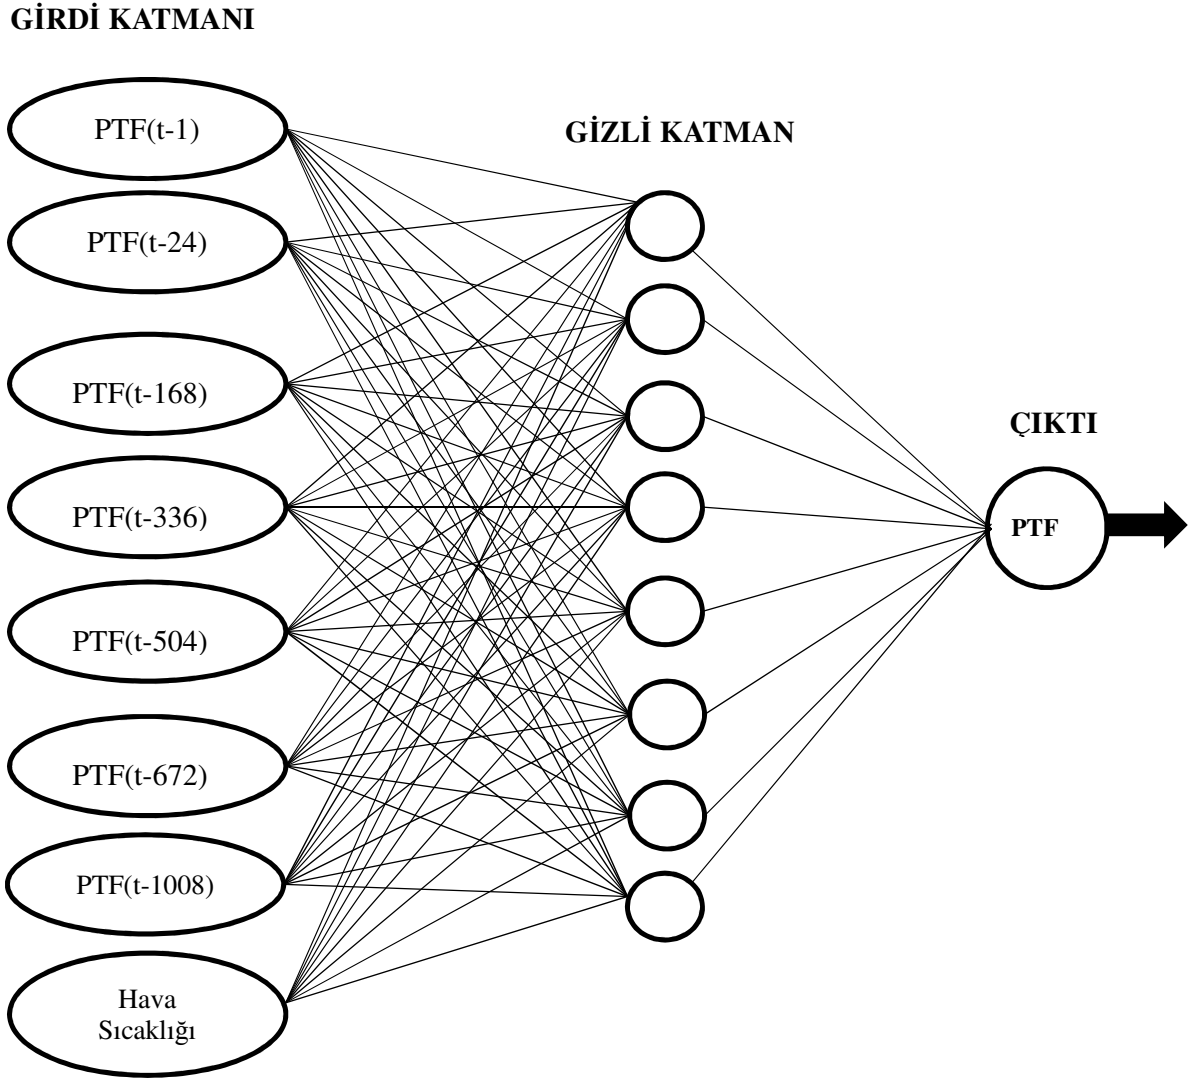 GİRDİ KATMANI
PTF(t-1)
PTF(t-24)
PTF(t-168)
PTF(t-336)
PTF(t-504)
PTF(t-672)
PTF(t-1008)
Hava
Sıcaklığı
GİZLİ KATMAN
ÇIKTI
PTF